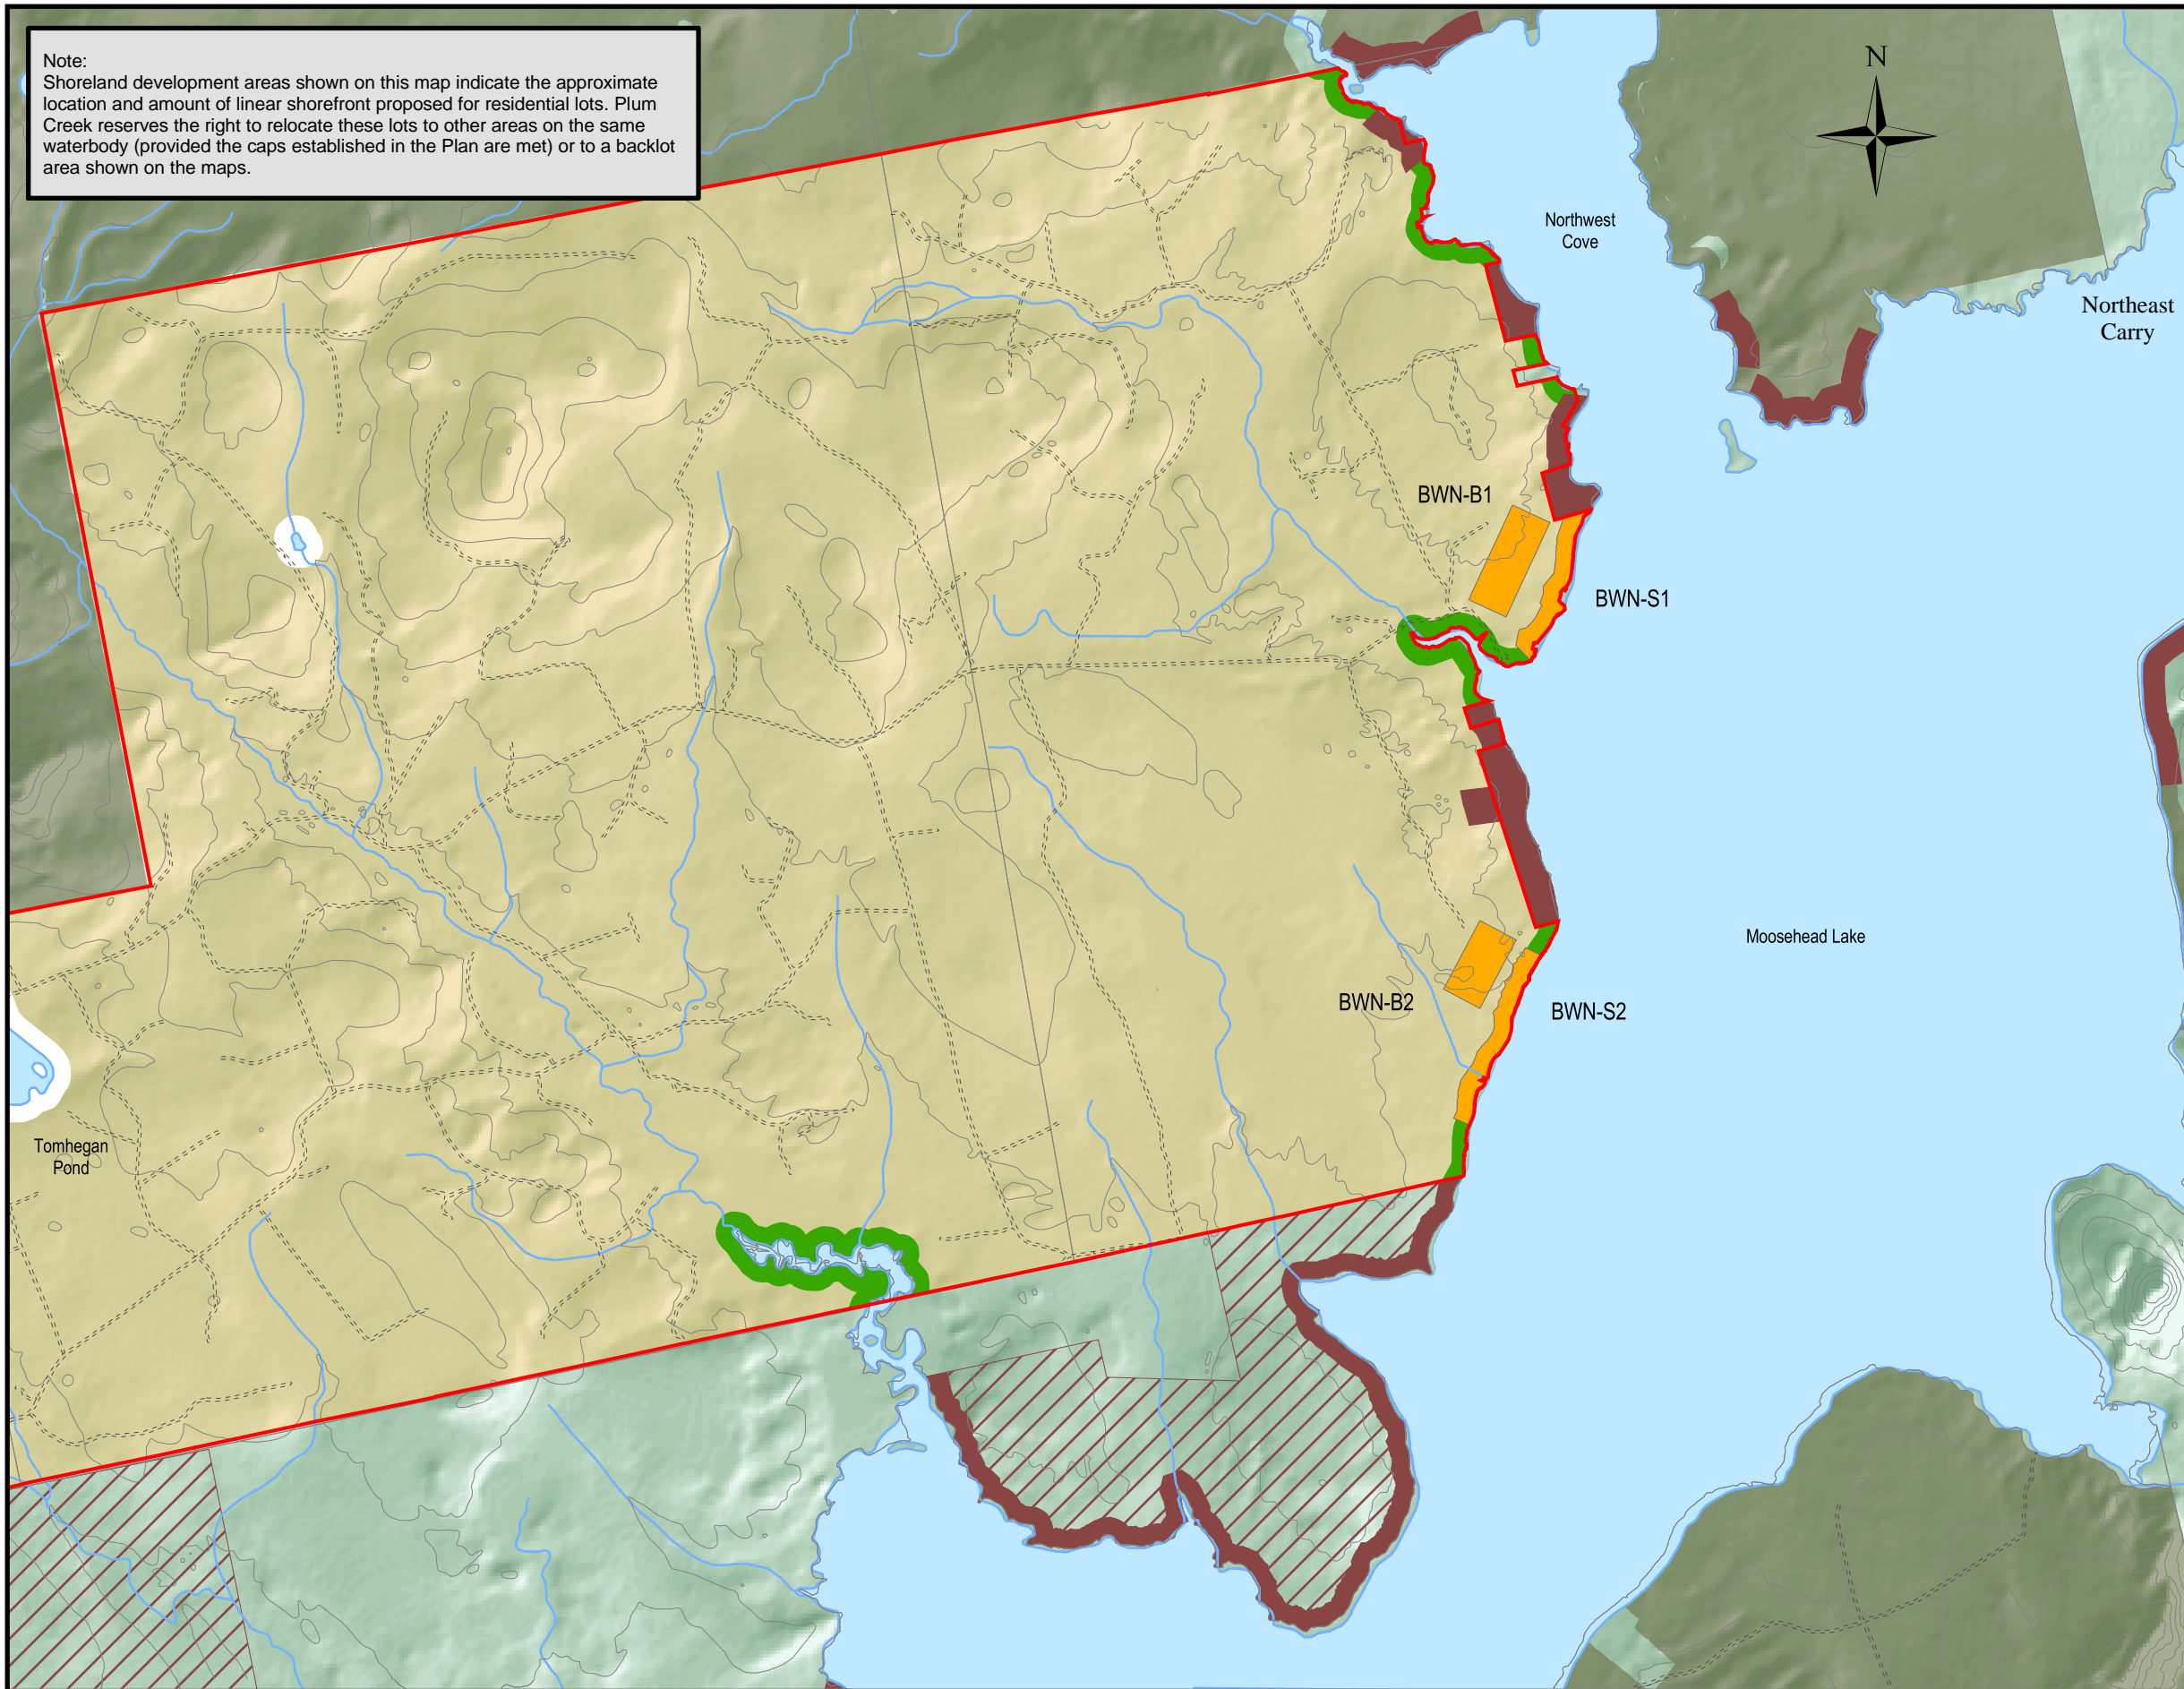 Note:
Shoreland development areas shown on this map indicate the approximate
location and amount of linear shorefront proposed for residential lots. Plum
Creek reserves the right to relocate these lots to other areas on the same
waterbody (provided the caps established in the Plan are met) or to a backlot
area shown on the maps.
N
Northwest
Cove
Northeast
Carry
BWN-B1
BWN-S1
Moosehead Lake
BWN-B2
BWN-S2
Tomhegan
Pond